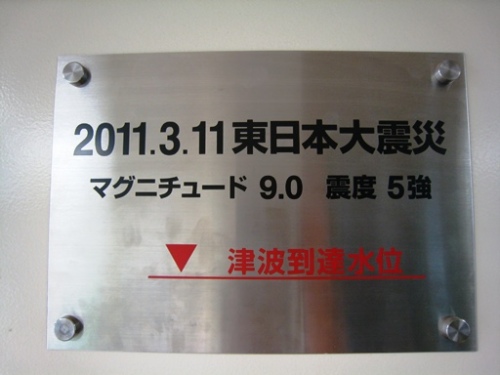 2011.3.11東日本大震災
マグニチュード 9.0 震度 5強
▼ 津波到達水位